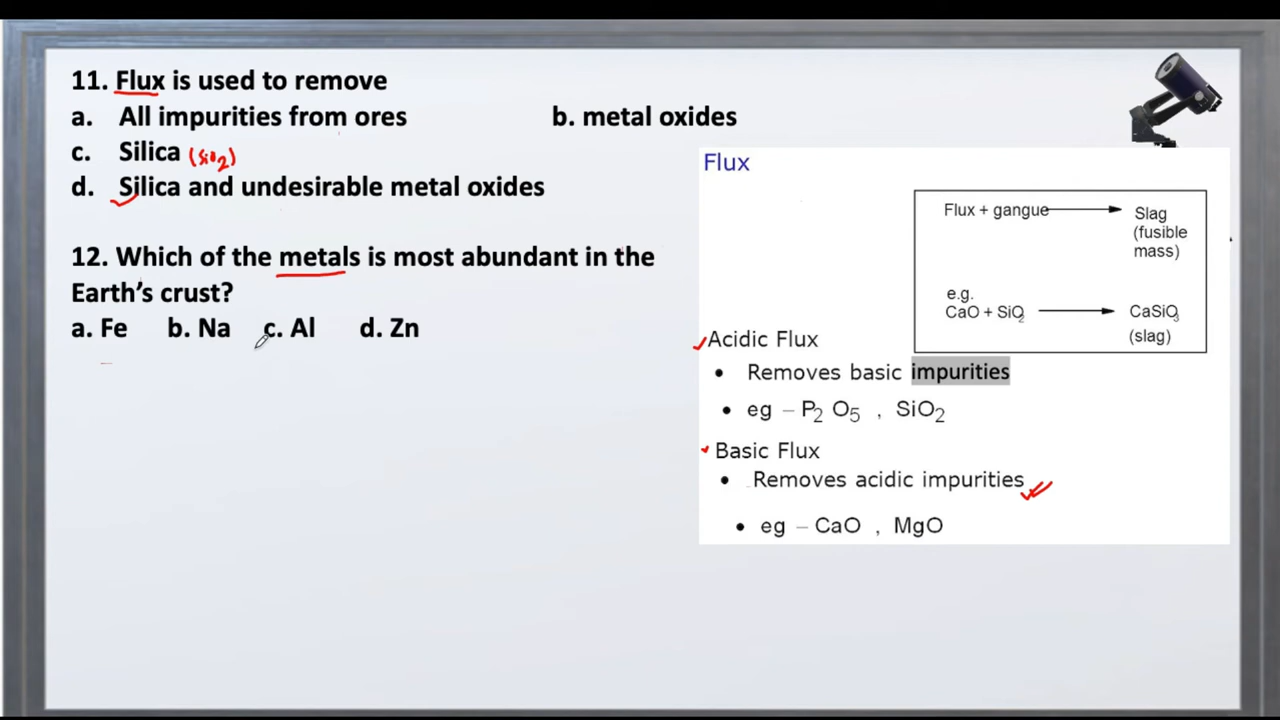 11. Flux is used to remove
a. All impurities from ores b. metal oxides
c. Silica (SiO2)
d. Silica and undesirable metal oxides
12. Which of the metals is most abundant in the
Earth’s crust?
a. Fe b. Na c. Al d. Zn
Flux
Flux + gangue Slag
(fusible
mass)
e.g.
CaO + SiO2 CaSiO3
(slag)
Acidic Flux
• Removes basic impurities
• eg – P2 O5 , SiO2
Basic Flux
• Removes acidic impurities
• eg – CaO , MgO